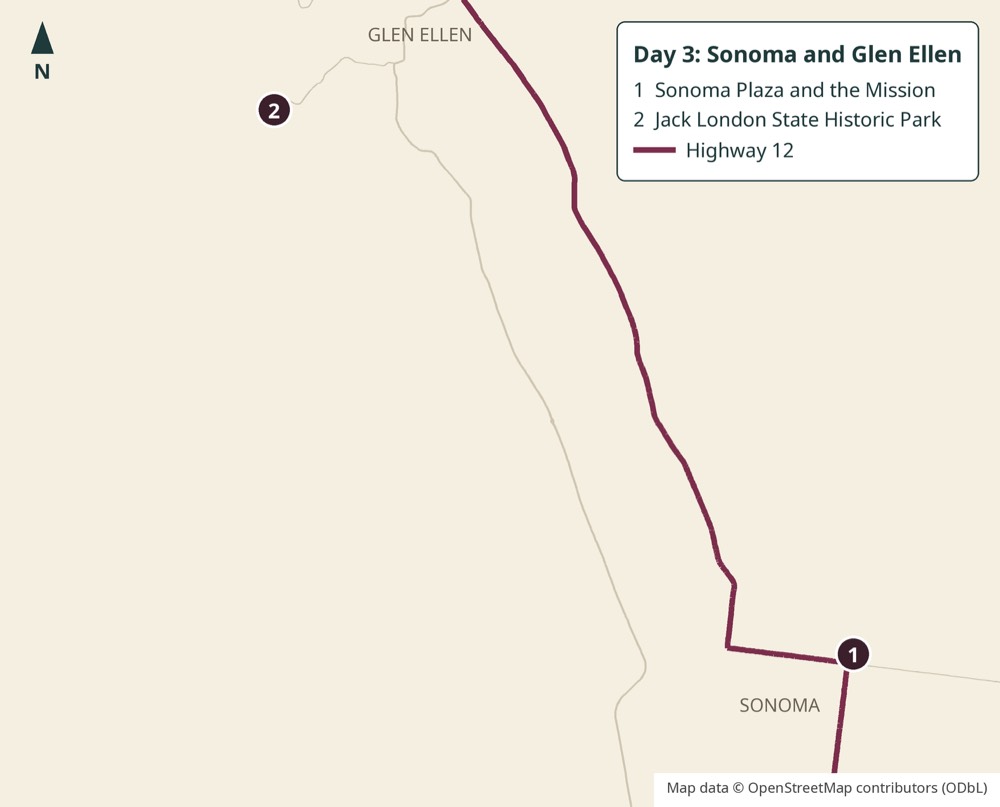 GLEN ELLEN
N
2
Day 3: Sonoma and Glen Ellen
1 Sonoma Plaza and the Mission
2 Jack London State Historic Park
Highway 12
1
SONOMA
Map data © OpenStreetMap contributors (ODbL)